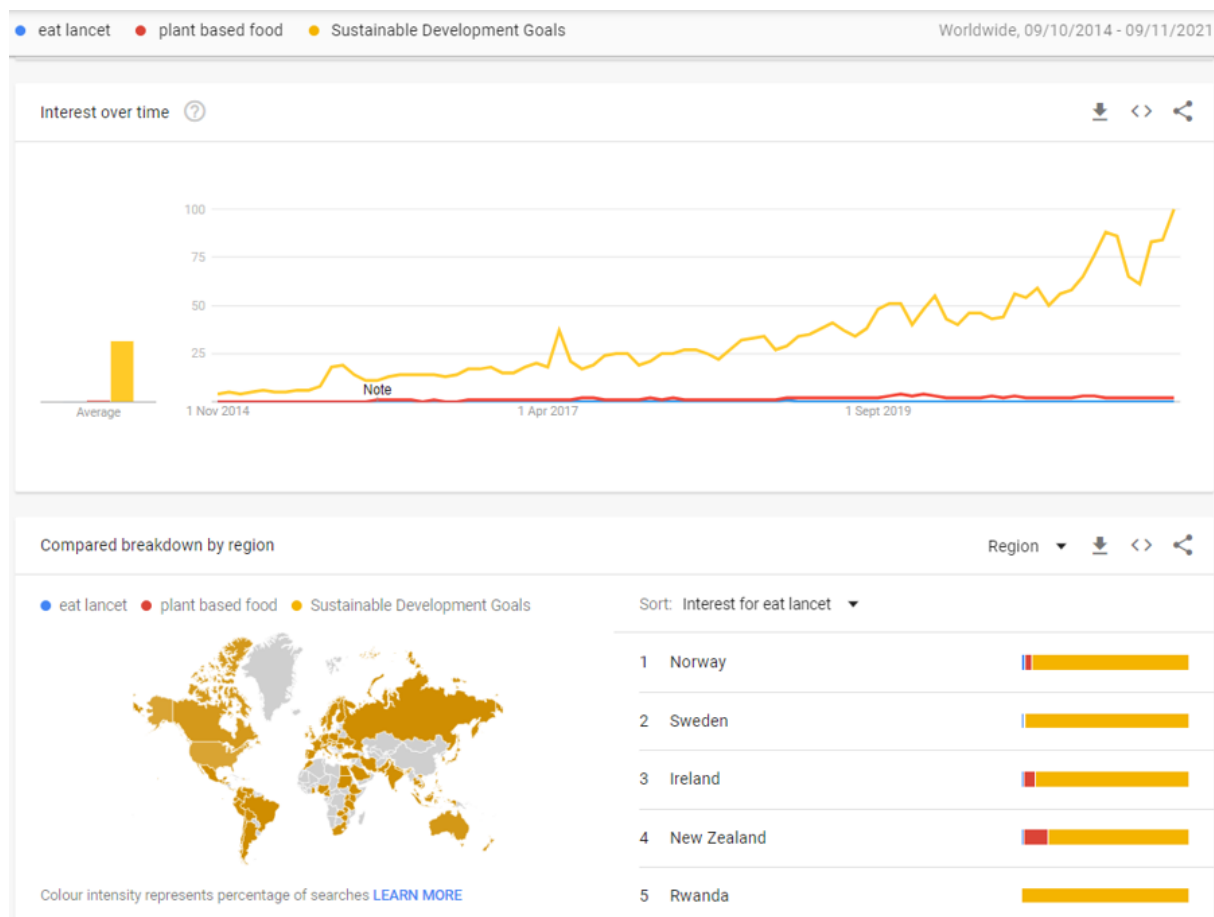 eat lancet plant based food Sustainable Development Goals Worldwide, 09/10/2014 - 09/11/2021
Interest over time ?
100
75
50
25
Note
Average 1 Nov 2014 1 Apr 2017 1 Sept 2019
Compared breakdown by region Region
eat lancet plant based food Sustainable Development Goals
Sort: Interest for eat lancet
1 Norway
2 Sweden
3 Ireland
4 New Zealand
5 Rwanda
Colour intensity represents percentage of searches LEARN MORE